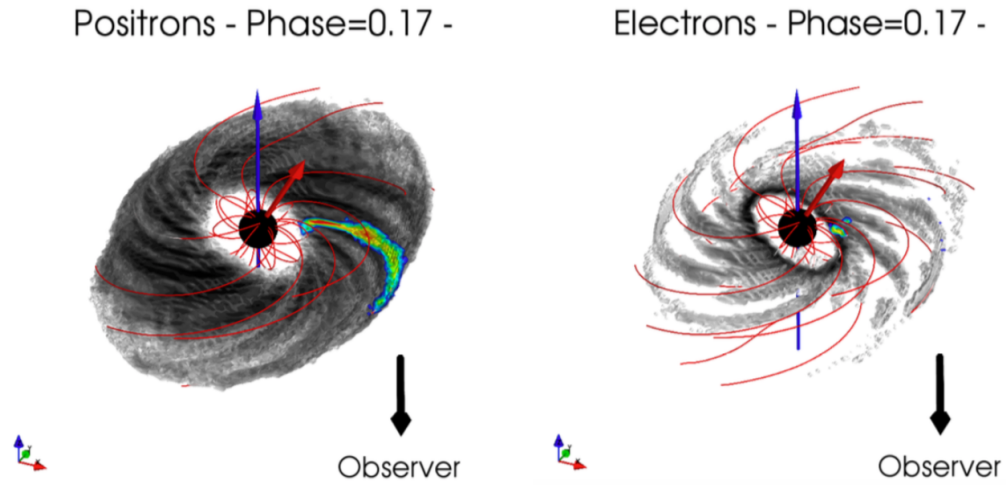 Positrons - Phase=0.17 -
Electrons - Phase=0.17 -
Observer
Observer